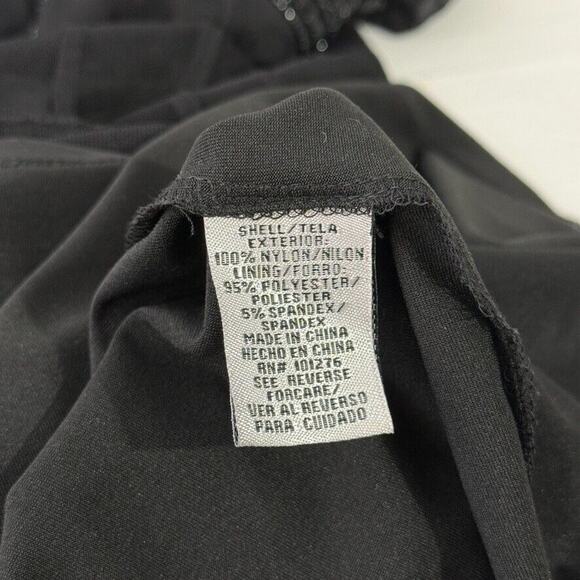 SHELL/TELA
EXTERIOR:
100% NYLON/NILON
LINING/FORRO:
95% POLYESTER/
POLIESTER
5% SPANDEX/
SPANDEX
MADE IN CHINA
HECHO EN CHINA
RN# 101276
SEE REVERSE
FORCARE/
VER AL REVERSO
PARA CUIDADO